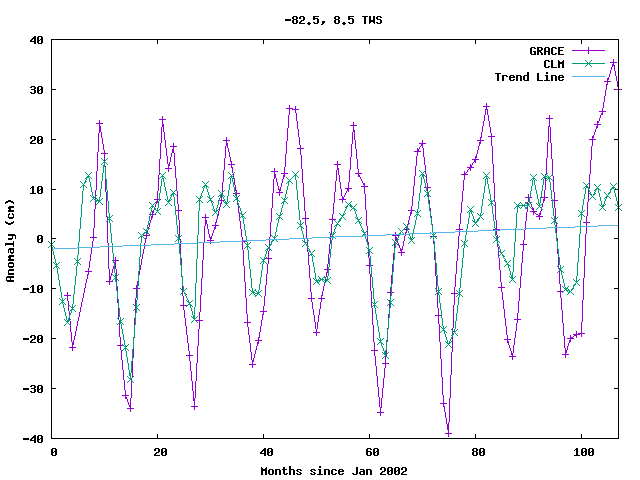 -82.5, 8.5 TWS
GRACE
CLM
Trend Line
40
30
20
10
0
-10
-20
-30
-40
Anomaly (cm)
0 20 40 60 80 100
Months since Jan 2002